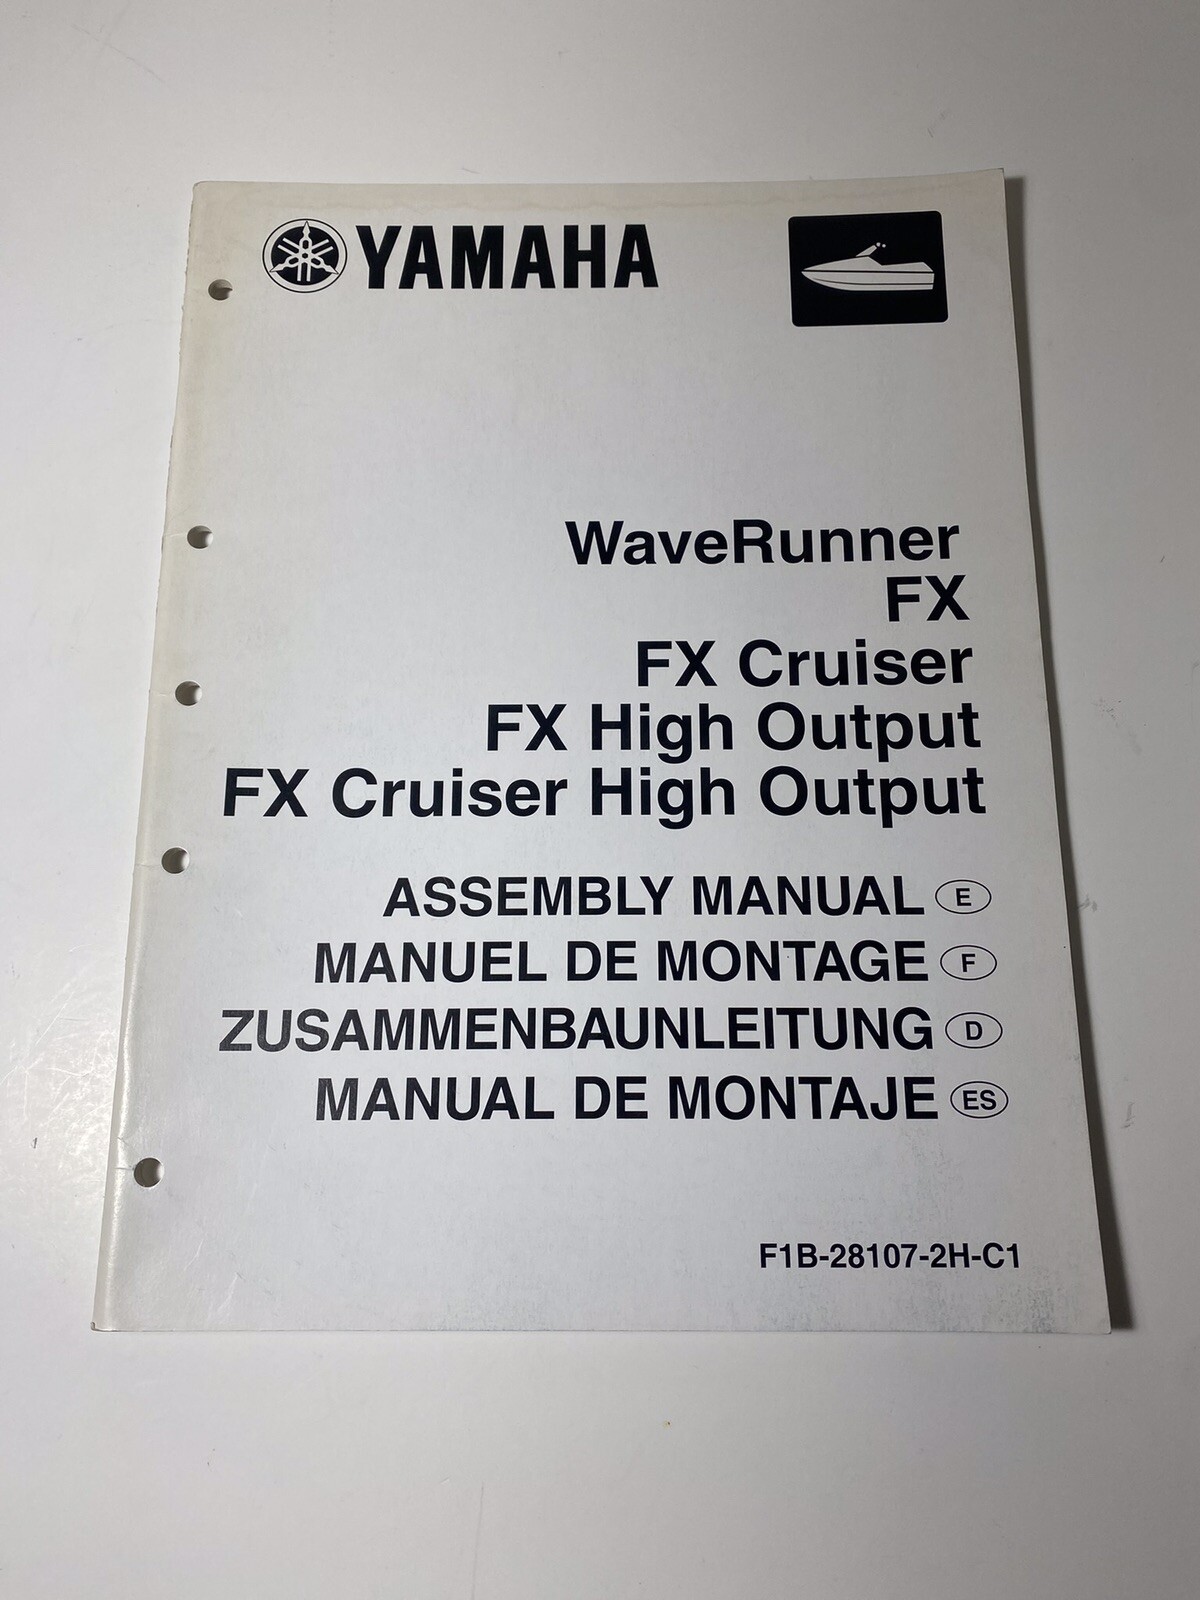 YAMAHA
WaveRunner
FX
FX Cruiser
FX High Output
FX Cruiser High Output
ASSEMBLY MANUAL E
MANUEL DE MONTAGE F
ZUSAMMENBAUNLEITUNG D
MANUAL DE MONTAJE ES
F1B-28107-2H-C1